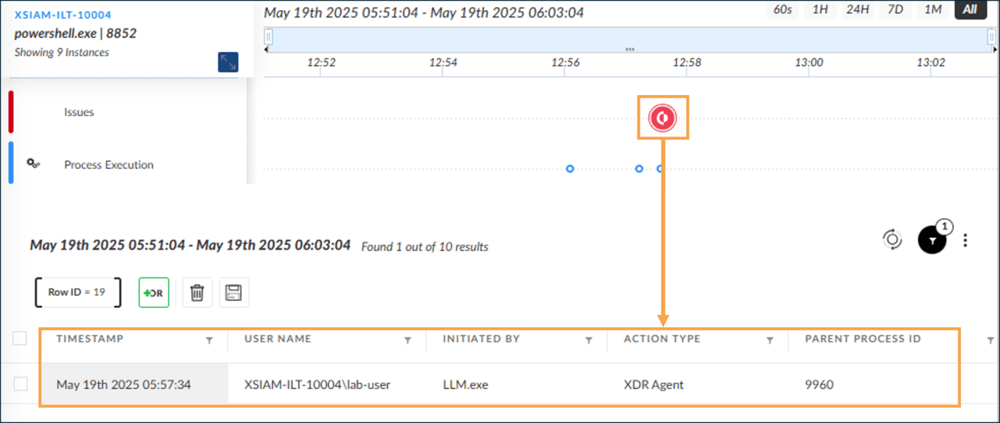 XSIAM-ILT-10004
powershell.exe | 8852
Showing 9 Instances
May 19th 2025 05:51:04 - May 19th 2025 06:03:04
60s 1H 24H 7D 1M All
12:52 12:54 12:56 12:58 13:00 13:02
Issues
Process Execution
May 19th 2025 05:51:04 - May 19th 2025 06:03:04 Found 1 out of 10 results
1
Row ID = 19
+OR
TIMESTAMP USER NAME INITIATED BY ACTION TYPE PARENT PROCESS ID
May 19th 2025 05:57:34 XSIAM-ILT-10004\lab-user LLM.exe XDR Agent 9960